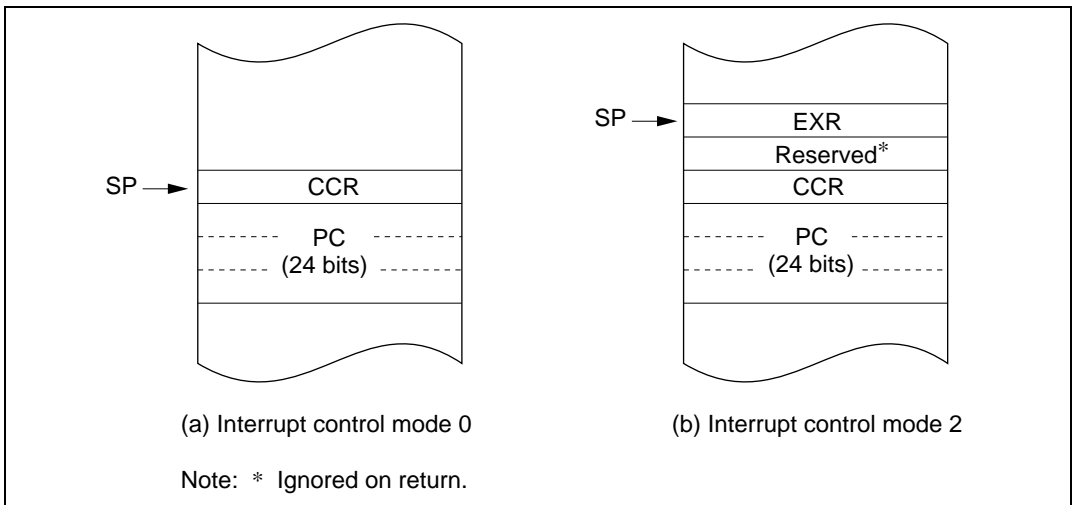 SP
CCR
PC
(24 bits)
(a) Interrupt control mode 0
SP
EXR
Reserved*
CCR
PC
(24 bits)
(b) Interrupt control mode 2
Note: * Ignored on return.